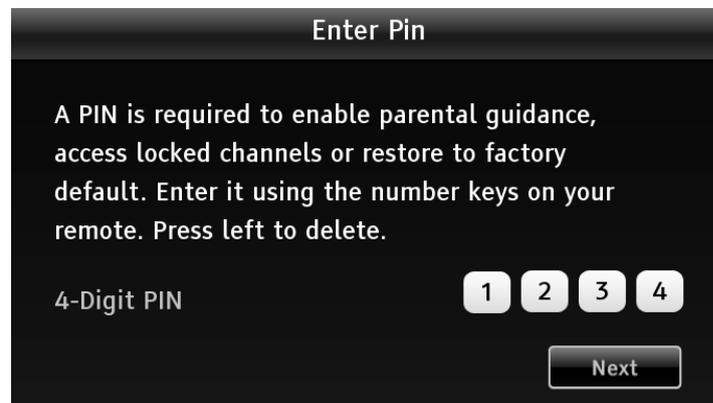 Enter Pin
A PIN is required to enable parental guidance,
access locked channels or restore to factory
default. Enter it using the number keys on your
remote. Press left to delete.
4-Digit PIN 1 2 3 4
Next